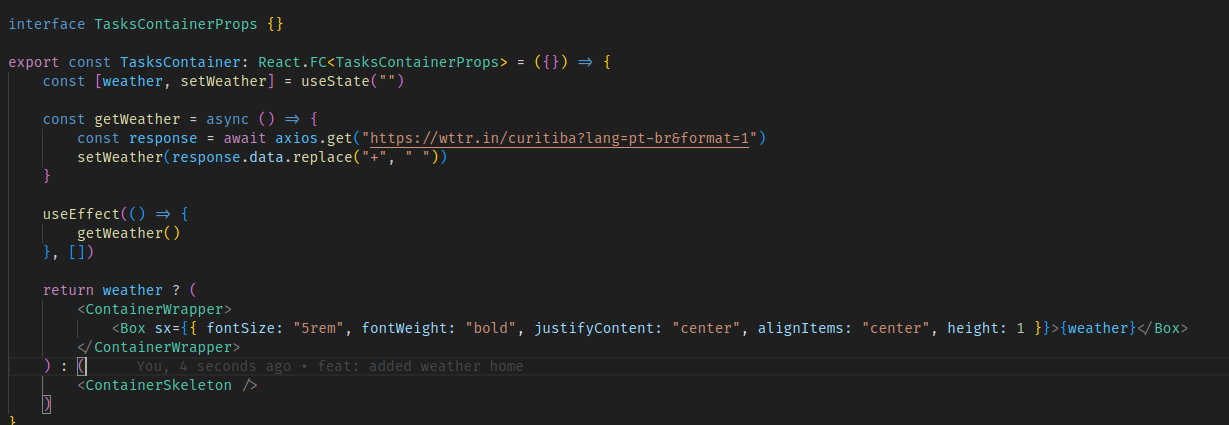 interface TasksContainerProps {}
export const TasksContainer: React.FC<TasksContainerProps> = ({}) => {
const [weather, setWeather] = useState("")
const getWeather = async () => {
const response = await axios.get("https://wttr.in/curitiba?lang=pt-br&format=1")
setWeather(response.data.replace("+", " "))
}
useEffect(() => {
getWeather()
}, [])
return weather ? (
<ContainerWrapper>
<Box sx={{ fontSize: "5rem", fontWeight: "bold", justifyContent: "center", alignItems: "center", height: 1 }}>{weather}</Box>
</ContainerWrapper>
) : ( You, 4 seconds ago • feat: added weather home
<ContainerSkeleton />
)
}